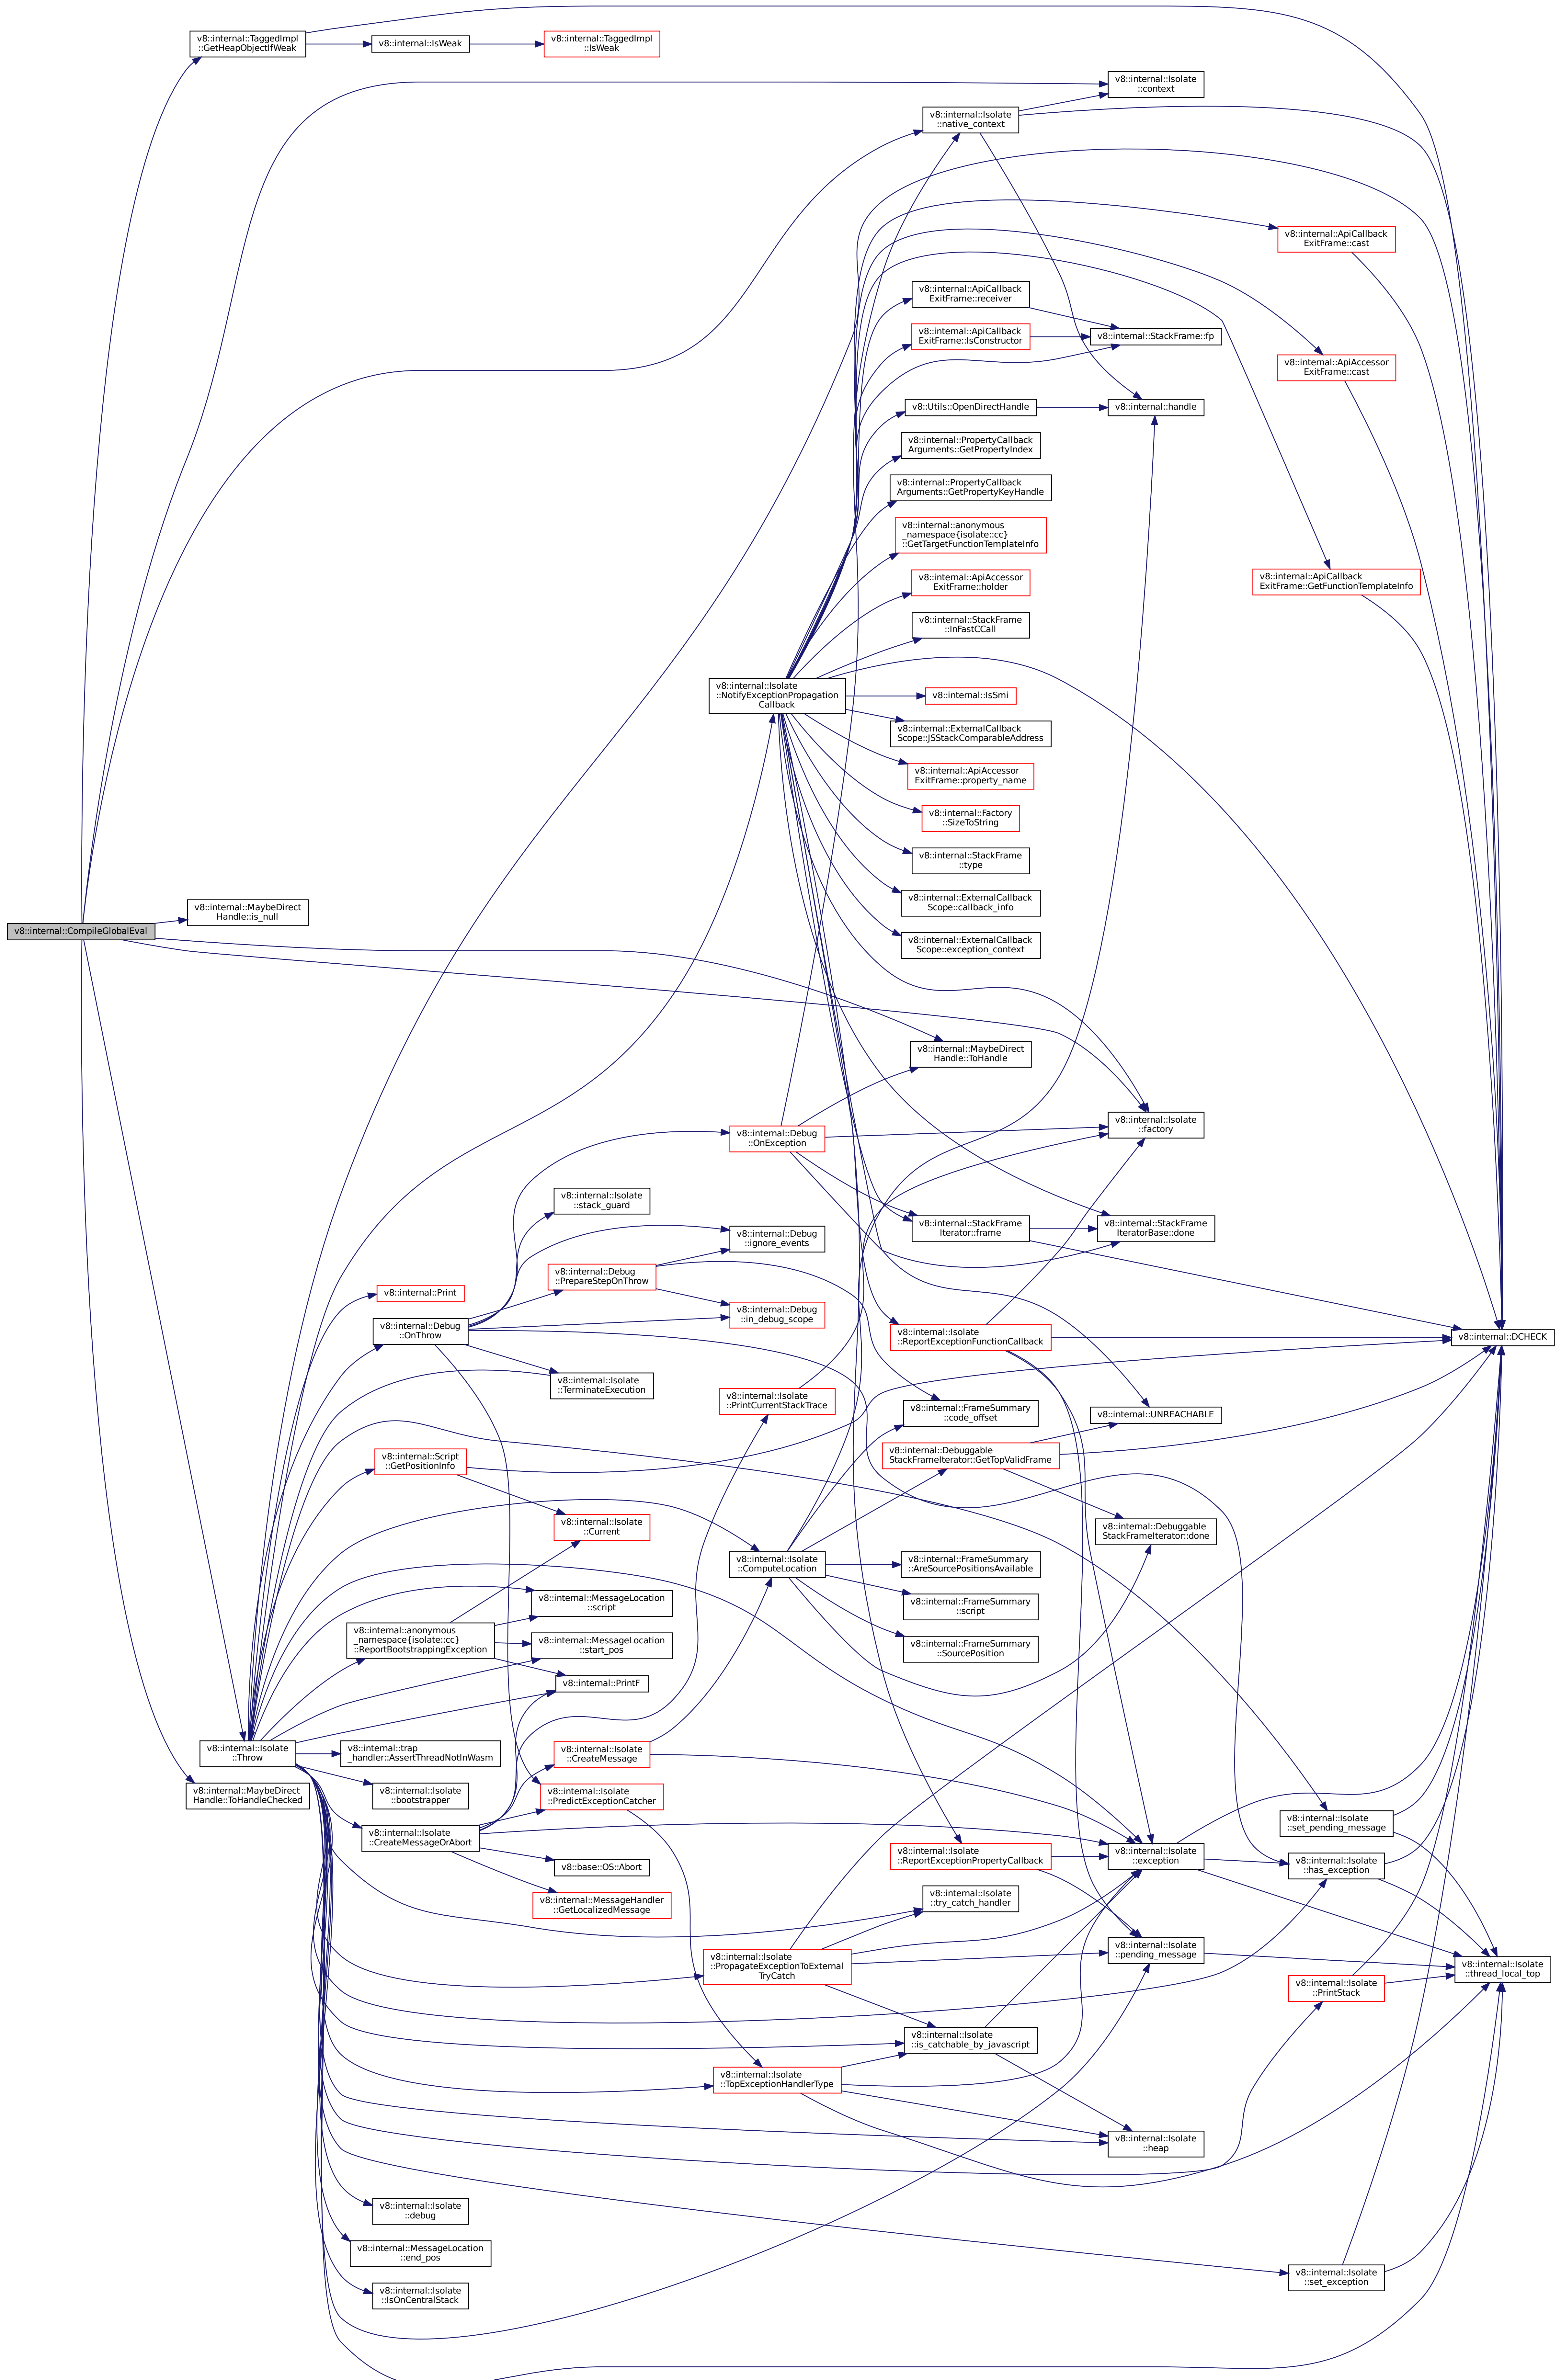 v8::internal::TaggedImpl
::GetHeapObjectIfWeak
v8::internal::IsWeak
v8::internal::TaggedImpl
::IsWeak
v8::internal::Isolate
::context
v8::internal::Isolate
::native_context
v8::internal::ApiCallback
ExitFrame::cast
v8::internal::ApiCallback
ExitFrame::receiver
v8::internal::ApiCallback
ExitFrame::IsConstructor
v8::internal::StackFrame::fp
v8::internal::ApiAccessor
ExitFrame::cast
v8::Utils::OpenDirectHandle
v8::internal::handle
v8::internal::PropertyCallback
Arguments::GetPropertyIndex
v8::internal::PropertyCallback
Arguments::GetPropertyKeyHandle
v8::internal::anonymous
_namespace{isolate::cc}
::GetTargetFunctionTemplateInfo
v8::internal::ApiAccessor
ExitFrame::holder
v8::internal::ApiCallback
ExitFrame::GetFunctionTemplateInfo
v8::internal::StackFrame
::InFastCCall
v8::internal::Isolate
::NotifyExceptionPropagation
Callback
v8::internal::IsSmi
v8::internal::ExternalCallback
Scope::JSStackComparableAddress
v8::internal::ApiAccessor
ExitFrame::property_name
v8::internal::Factory
::SizeToString
v8::internal::StackFrame
::type
v8::internal::ExternalCallback
Scope::callback_info
v8::internal::ExternalCallback
Scope::exception_context
v8::internal::MaybeDirect
Handle::is_null
v8::internal::CompileGlobalEval
v8::internal::MaybeDirect
Handle::ToHandle
v8::internal::Isolate
::factory
v8::internal::Debug
::OnException
v8::internal::Isolate
::stack_guard
v8::internal::Debug
::ignore_events
v8::internal::StackFrame
Iterator::frame
v8::internal::StackFrame
IteratorBase::done
v8::internal::Print
v8::internal::Debug
::PrepareStepOnThrow
v8::internal::Debug
::in_debug_scope
v8::internal::Debug
::OnThrow
v8::internal::Isolate
::ReportExceptionFunctionCallback
v8::internal::DCHECK
v8::internal::Isolate
::TerminateExecution
v8::internal::Isolate
::PrintCurrentStackTrace
v8::internal::FrameSummary
::code_offset
v8::internal::UNREACHABLE
v8::internal::Script
::GetPositionInfo
v8::internal::Debuggable
StackFrameIterator::GetTopValidFrame
v8::internal::Isolate
::Current
v8::internal::Debuggable
StackFrameIterator::done
v8::internal::Isolate
::ComputeLocation
v8::internal::FrameSummary
::AreSourcePositionsAvailable
v8::internal::MessageLocation
::script
v8::internal::FrameSummary
::script
v8::internal::anonymous
_namespace{isolate::cc}
::ReportBootstrappingException
v8::internal::MessageLocation
::start_pos
v8::internal::FrameSummary
::SourcePosition
v8::internal::PrintF
v8::internal::Isolate
::Throw
v8::internal::trap
_handler::AssertThreadNotInWasm
v8::internal::Isolate
::CreateMessage
v8::internal::MaybeDirect
Handle::ToHandleChecked
v8::internal::Isolate
::bootstrapper
v8::internal::Isolate
::PredictExceptionCatcher
v8::internal::Isolate
::set_pending_message
v8::internal::Isolate
::CreateMessageOrAbort
v8::base::OS::Abort
v8::internal::Isolate
::ReportExceptionPropertyCallback
v8::internal::Isolate
::exception
v8::internal::Isolate
::has_exception
v8::internal::MessageHandler
::GetLocalizedMessage
v8::internal::Isolate
::try_catch_handler
v8::internal::Isolate
::PropagateExceptionToExternal
TryCatch
v8::internal::Isolate
::pending_message
v8::internal::Isolate
::thread_local_top
v8::internal::Isolate
::PrintStack
v8::internal::Isolate
::is_catchable_by_javascript
v8::internal::Isolate
::TopExceptionHandlerType
v8::internal::Isolate
::heap
v8::internal::Isolate
::debug
v8::internal::MessageLocation
::end_pos
v8::internal::Isolate
::set_exception
v8::internal::Isolate
::IsOnCentralStack